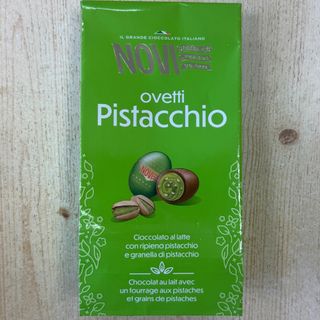 IL GRANDE CIOCCOLATO ITALIANO
NOVI
ovetti
Pistacchio
NOVI
Cioccolato al latte
con ripieno pistacchio
e granella di pistacchio
Chocolat au lait avec
un fourrage aux pistaches
et grains de pistaches